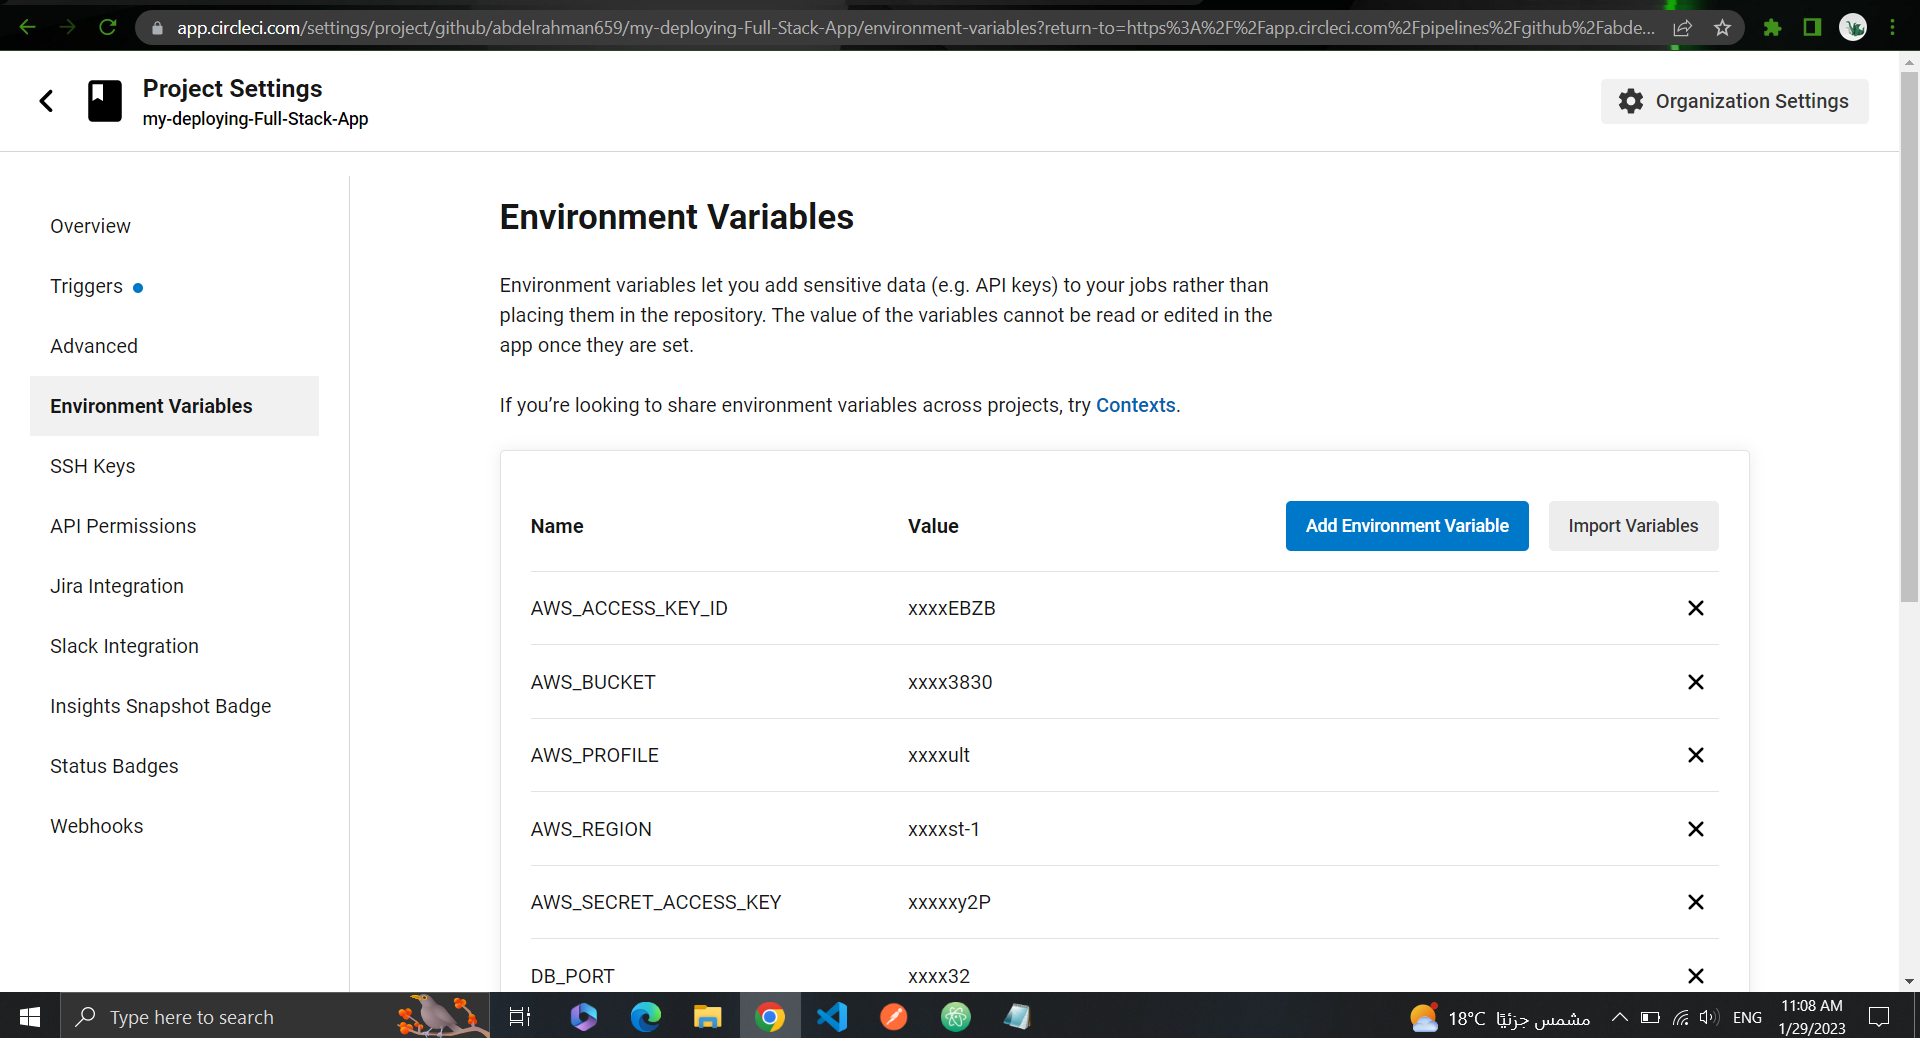 app.circleci.com/settings/project/github/abdelrahman659/my-deploying-Full-Stack-App/environment-variables?return-to=https%3A%2F%2Fapp.circleci.com%2Fpipelines%2Fgithub%2Fabde...
Project Settings
my-deploying-Full-Stack-App
Organization Settings
Overview
Triggers
Advanced
Environment Variables
SSH Keys
API Permissions
Jira Integration
Slack Integration
Insights Snapshot Badge
Status Badges
Webhooks
Environment Variables
Environment variables let you add sensitive data (e.g. API keys) to your jobs rather than
placing them in the repository. The value of the variables cannot be read or edited in the
app once they are set.
If you’re looking to share environment variables across projects, try Contexts.
Name Value Add Environment Variable Import Variables
AWS_ACCESS_KEY_ID xxxxEBZB
AWS_BUCKET xxxx3830
AWS_PROFILE xxxxult
AWS_REGION xxxxst-1
AWS_SECRET_ACCESS_KEY xxxxxy2P
DB_PORT xxxx32
Type here to search
18°C مشمس جزئيًا
ENG
11:08 AM
1/29/2023